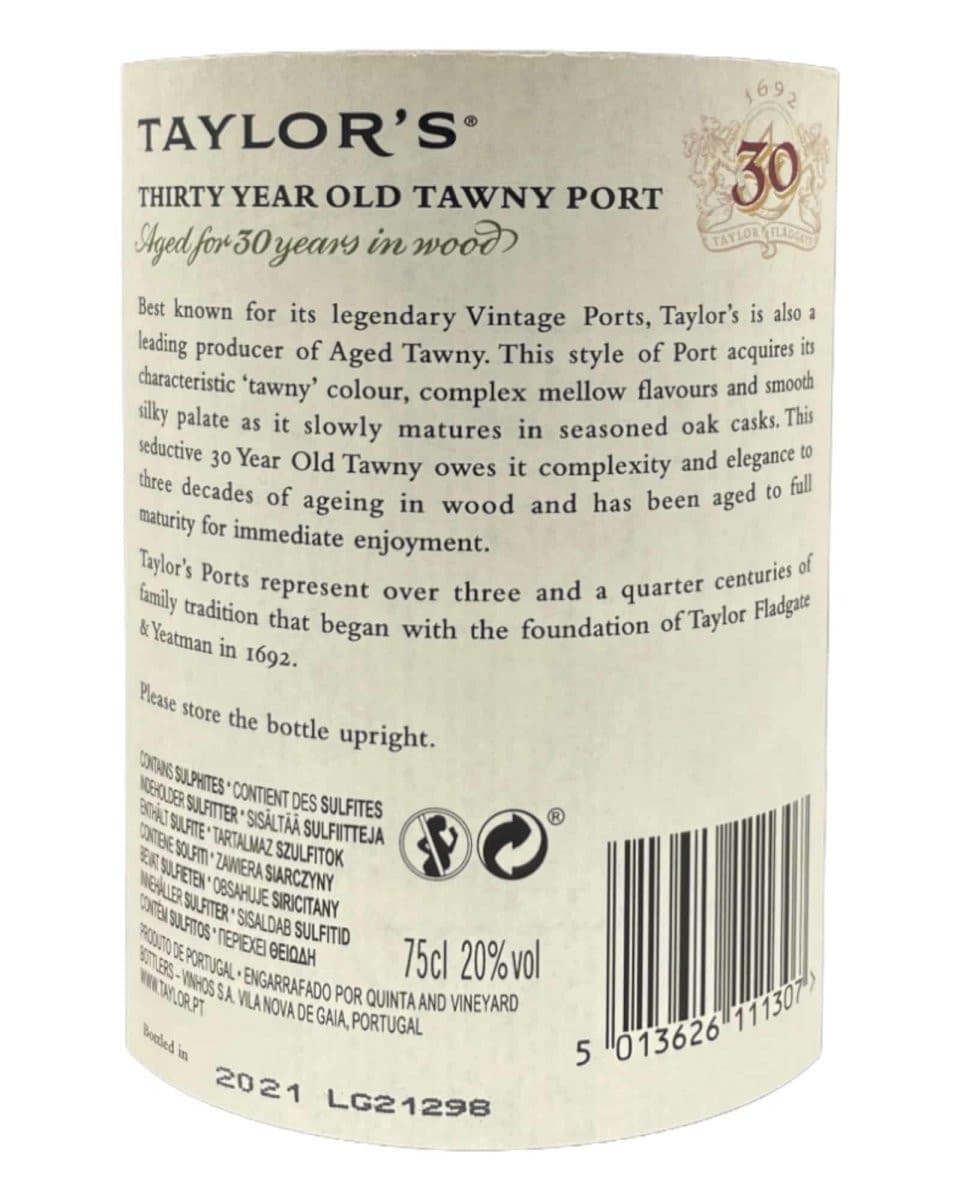 TAYLOR'S®
THIRTY YEAR OLD TAWNY PORT
Aged for 30 years in wood
1692
30
TAYLOR FLADGATE
Best known for its legendary Vintage Ports, Taylor's is also a
leading producer of Aged Tawny. This style of Port acquires its
characteristic 'tawny' colour, complex mellow flavours and smooth
silky palate as it slowly matures in seasoned oak casks. This
seductive 30 Year Old Tawny owes it complexity and elegance to
three decades of ageing in wood and has been aged to full
maturity for immediate enjoyment.
Taylor's Ports represent over three and a quarter centuries of
family tradition that began with the foundation of Taylor Fladgate
& Yeatman in 1692.
Please store the bottle upright.
CONTAINS SULPHITES • CONTIENT DES SULFITES
INDEHOLDER SULFITTER • SISÄLTÄÄ SULFIITTEJA
ENTHÄLT SULFITE • TARTALMAZ SZULFITOK
CONTIENE SOLFITI • ZAWIERA SIARCZYNY
BEVAT SULFIETEN • OBSAHUJE SIRICITANY
INNEHÅLLER SULFITER • SISALDAB SULFITID
CONTÉM SULFITOS • ΠΕΡΙΕΧΕΙ ΘΕΙΩΔΗ
PRODUTO DE PORTUGAL • ENGARRAFADO POR QUINTA AND VINEYARD
BOTTLERS – VINHOS S.A. VILA NOVA DE GAIA, PORTUGAL
WWW.TAYLOR.PT
®
75cl 20%vol
5 013626 111307 >
Bottled in
2021 LG21298